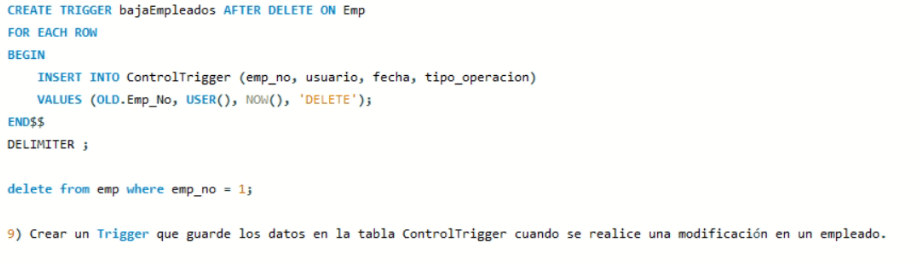 CREATE TRIGGER bajaEmpleados AFTER DELETE ON Emp
FOR EACH ROW
BEGIN
    INSERT INTO ControlTrigger (emp_no, usuario, fecha, tipo_operacion)
    VALUES (OLD.Emp_No, USER(), NOW(), 'DELETE');
END$$
DELIMITER ;
delete from emp where emp_no = 1;
9) Crear un Trigger que guarde los datos en la tabla ControlTrigger cuando se realice una modificación en un empleado.